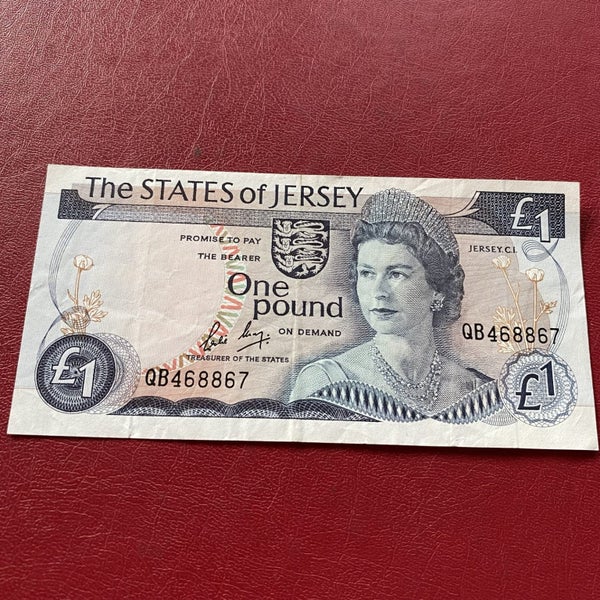 The STATES of JERSEY
£1
PROMISE TO PAY
THE BEARER
JERSEY.C.I.
One
pound
ON DEMAND
QB468867
TREASURER OF THE STATES
£1
QB468867
£1